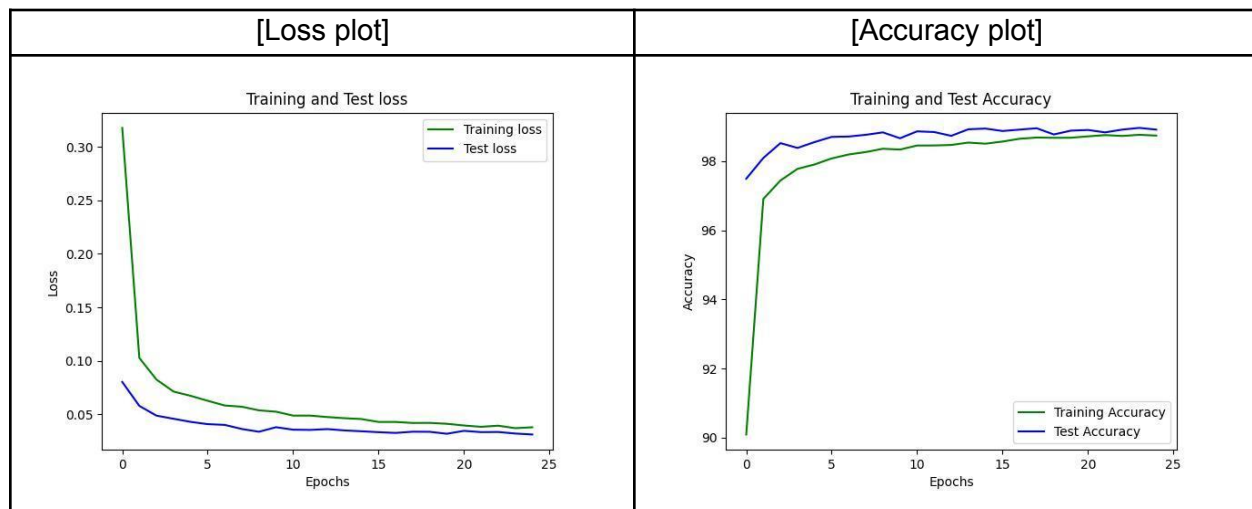 [Loss plot]
[Accuracy plot]
Training and Test loss
Training loss
Test loss
0.30
0.25
0.20
0.15
0.10
0.05
Loss
0 5 10 15 20 25
Epochs
Training and Test Accuracy
98
96
94
92
90
Accuracy
Training Accuracy
Test Accuracy
0 5 10 15 20 25
Epochs